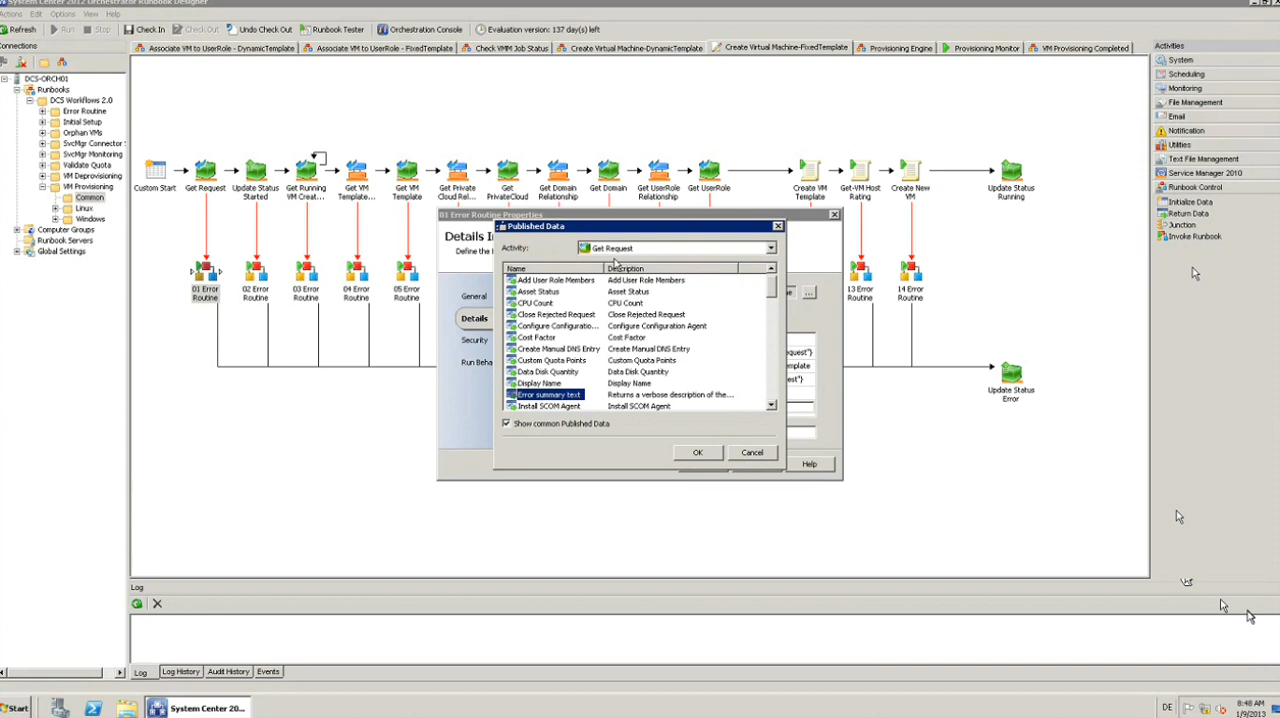 System Center 2012 Orchestrator Runbook Designer
Actions Edit Options View Help
Refresh Run Stop Check In Check Out Undo Check Out Runbook Tester Orchestration Console Evaluation version: 137 day(s) left
Connections
Associate VM to UserRole - DynamicTemplate Associate VM to UserRole - FixedTemplate Check VMM Job Status Create Virtual Machine-DynamicTemplate Create Virtual Machine-FixedTemplate Provisioning Engine Provisioning Monitor VM Provisioning Completed
DCS-ORCH01
Runbooks
DCS Workflows 2.0
Error Routine
Initial Setup
Orphan VMs
SvcMgr Connector S
SvcMgr Monitoring
Validate Quota
VM Deprovisioning
VM Provisioning
Common
Linux
Windows
Computer Groups
Runbook Servers
Global Settings
Custom Start
Get Request
Update Status
Started
Get Running
VM Creat...
Get VM
Template...
Get VM
Template
Get Private
Cloud Rel...
Get
PrivateCloud
Get Domain
Relationship
Get Domain
Get UserRole
Relationship
Get UserRole
Create VM
Template
Get-VM Host
Rating
Create New
VM
Update Status
Running
01 Error
Routine
02 Error
Routine
03 Error
Routine
04 Error
Routine
05 Error
Routine
13 Error
Routine
14 Error
Routine
Update Status
Error
01 Error Routine Properties
Details In
Define the I
General
Details
Security
Run Beha
...
equest"}
mplate
est"}
Help
Published Data
Activity: Get Request
Name Description
Add User Role Members Add User Role Members
Asset Status Asset Status
CPU Count CPU Count
Close Rejected Request Close Rejected Request
Configure Configuratio... Configure Configuration Agent
Cost Factor Cost Factor
Create Manual DNS Entry Create Manual DNS Entry
Custom Quota Points Custom Quota Points
Data Disk Quantity Data Disk Quantity
Display Name Display Name
Error summary text Returns a verbose description of the...
Install SCOM Agent Install SCOM Agent
Show common Published Data
OK Cancel
Activities
System
Scheduling
Monitoring
File Management
Email
Notification
Utilities
Text File Management
Service Manager 2010
Runbook Control
Initialize Data
Return Data
Junction
Invoke Runbook
Log
Log Log History Audit History Events
Start
System Center 20...
DE
8:48 AM
1/9/2013